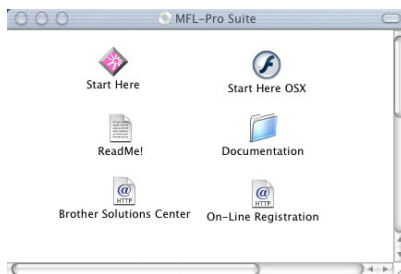 MFL-Pro Suite
Start Here
Start Here OSX
ReadMe!
Documentation
@
HTTP
@
HTTP
Brother Solutions Center
On-Line Registration